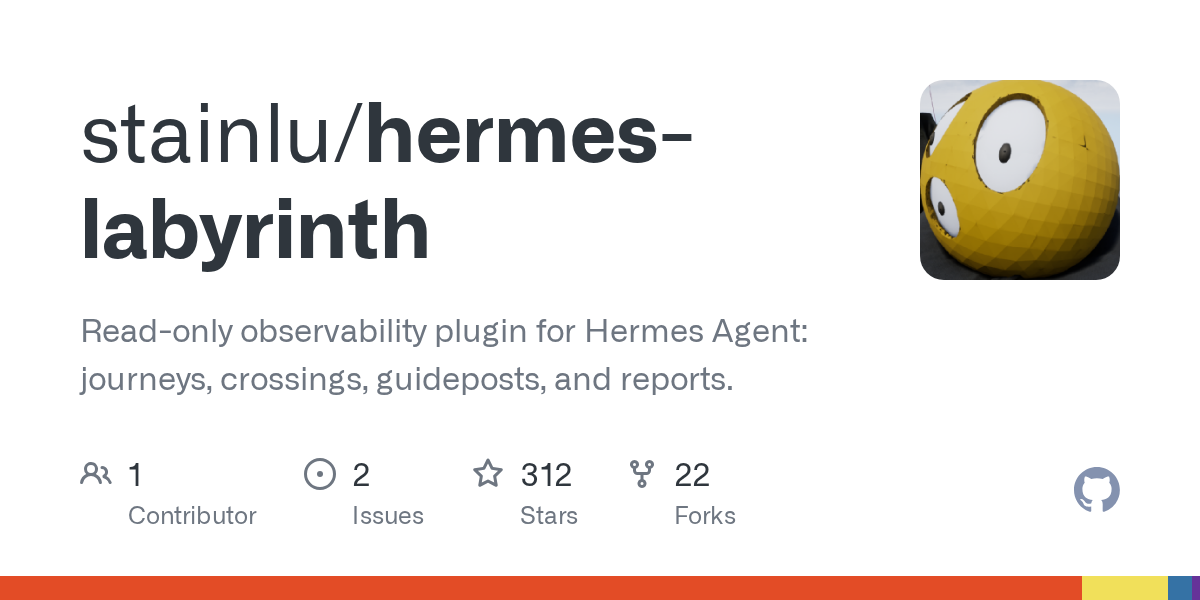 stainlu/hermes-
labyrinth
Read-only observability plugin for Hermes Agent:
journeys, crossings, guideposts, and reports.
1 2 312 22
Contributor Issues Stars Forks